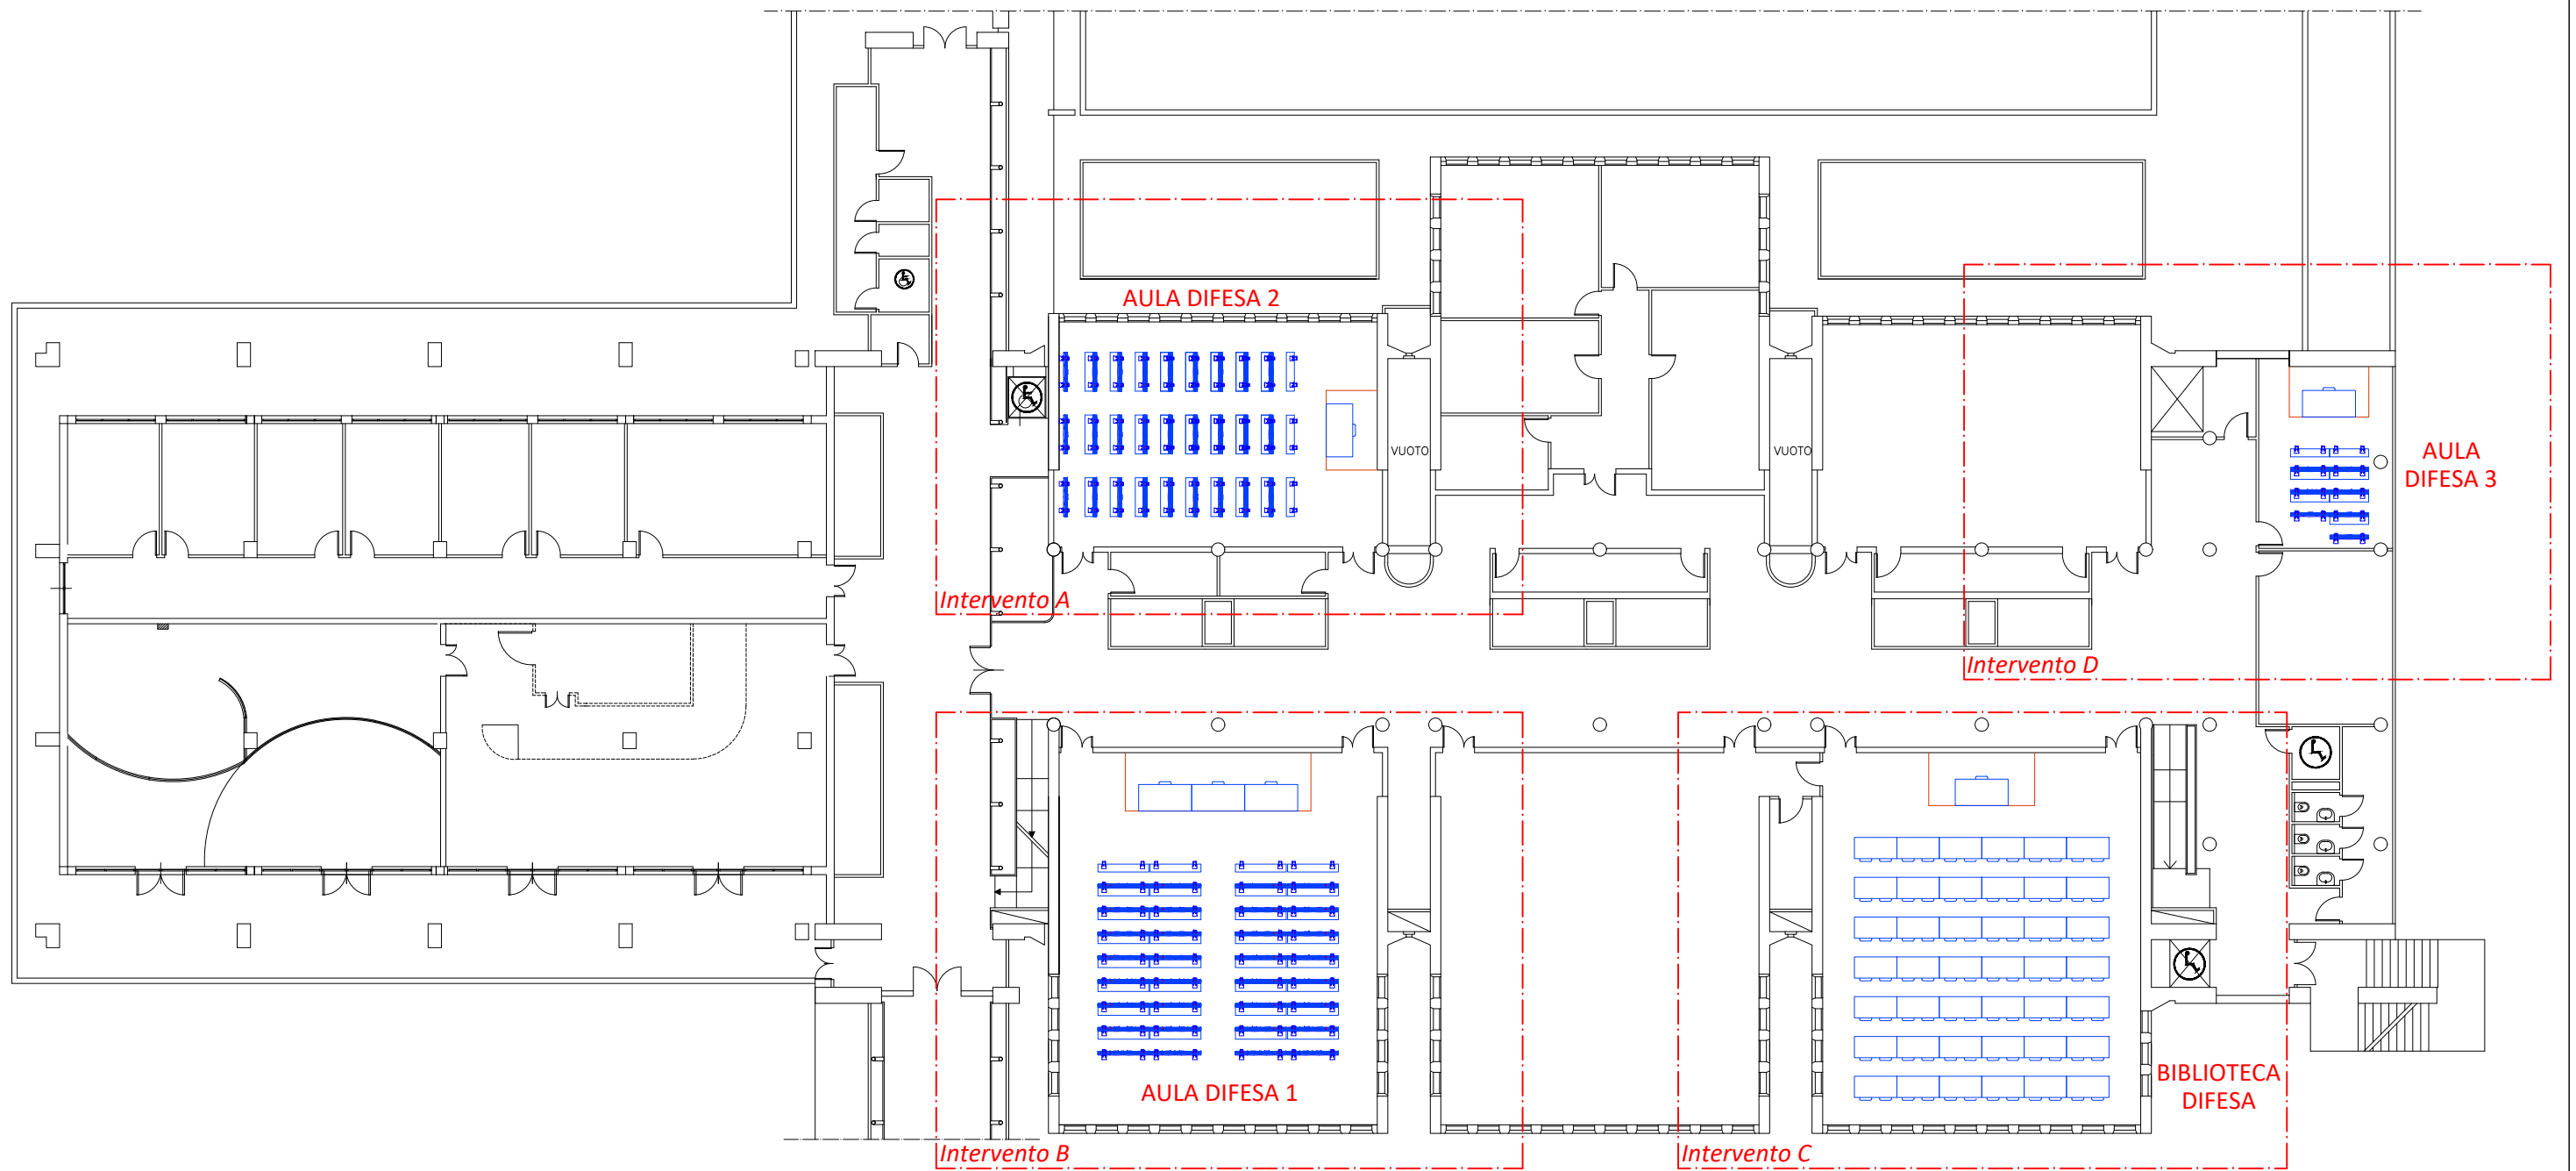 AULA DIFESA 2
VUOTO
VUOTO
AULA
DIFESA 3
Intervento A
Intervento D
AULA DIFESA 1
BIBLIOTECA
DIFESA
Intervento B
Intervento C